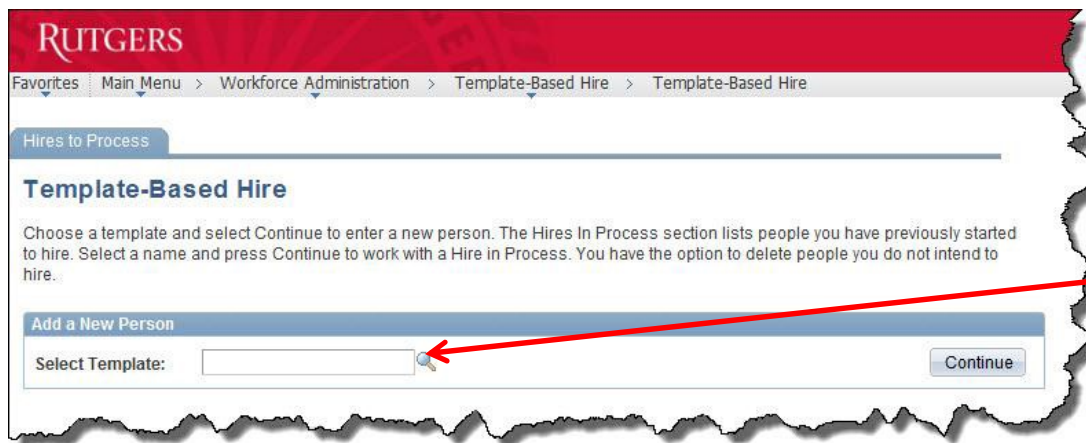 RUTGERS
Favorites Main Menu > Workforce Administration > Template-Based Hire > Template-Based Hire
Hires to Process
Template-Based Hire
Choose a template and select Continue to enter a new person. The Hires In Process section lists people you have previously started
to hire. Select a name and press Continue to work with a Hire in Process. You have the option to delete people you do not intend to
hire.
Add a New Person
Select Template: Continue